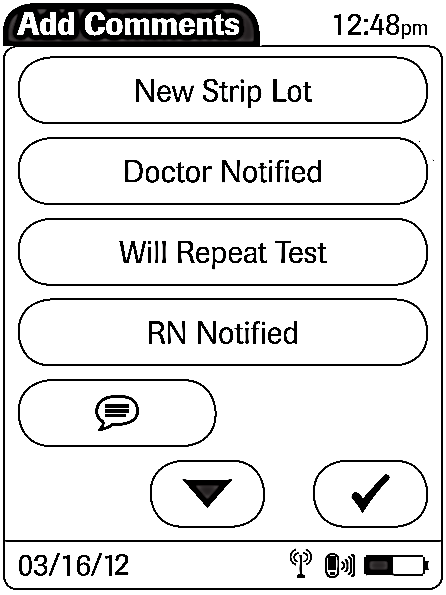 Add Comments 12:48pm
New Strip Lot
Doctor Notified
Will Repeat Test
RN Notified
03/16/12